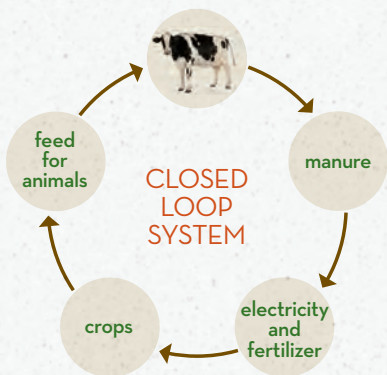 CLOSED
LOOP
SYSTEM
manure
electricity
and
fertilizer
crops
feed
for
animals